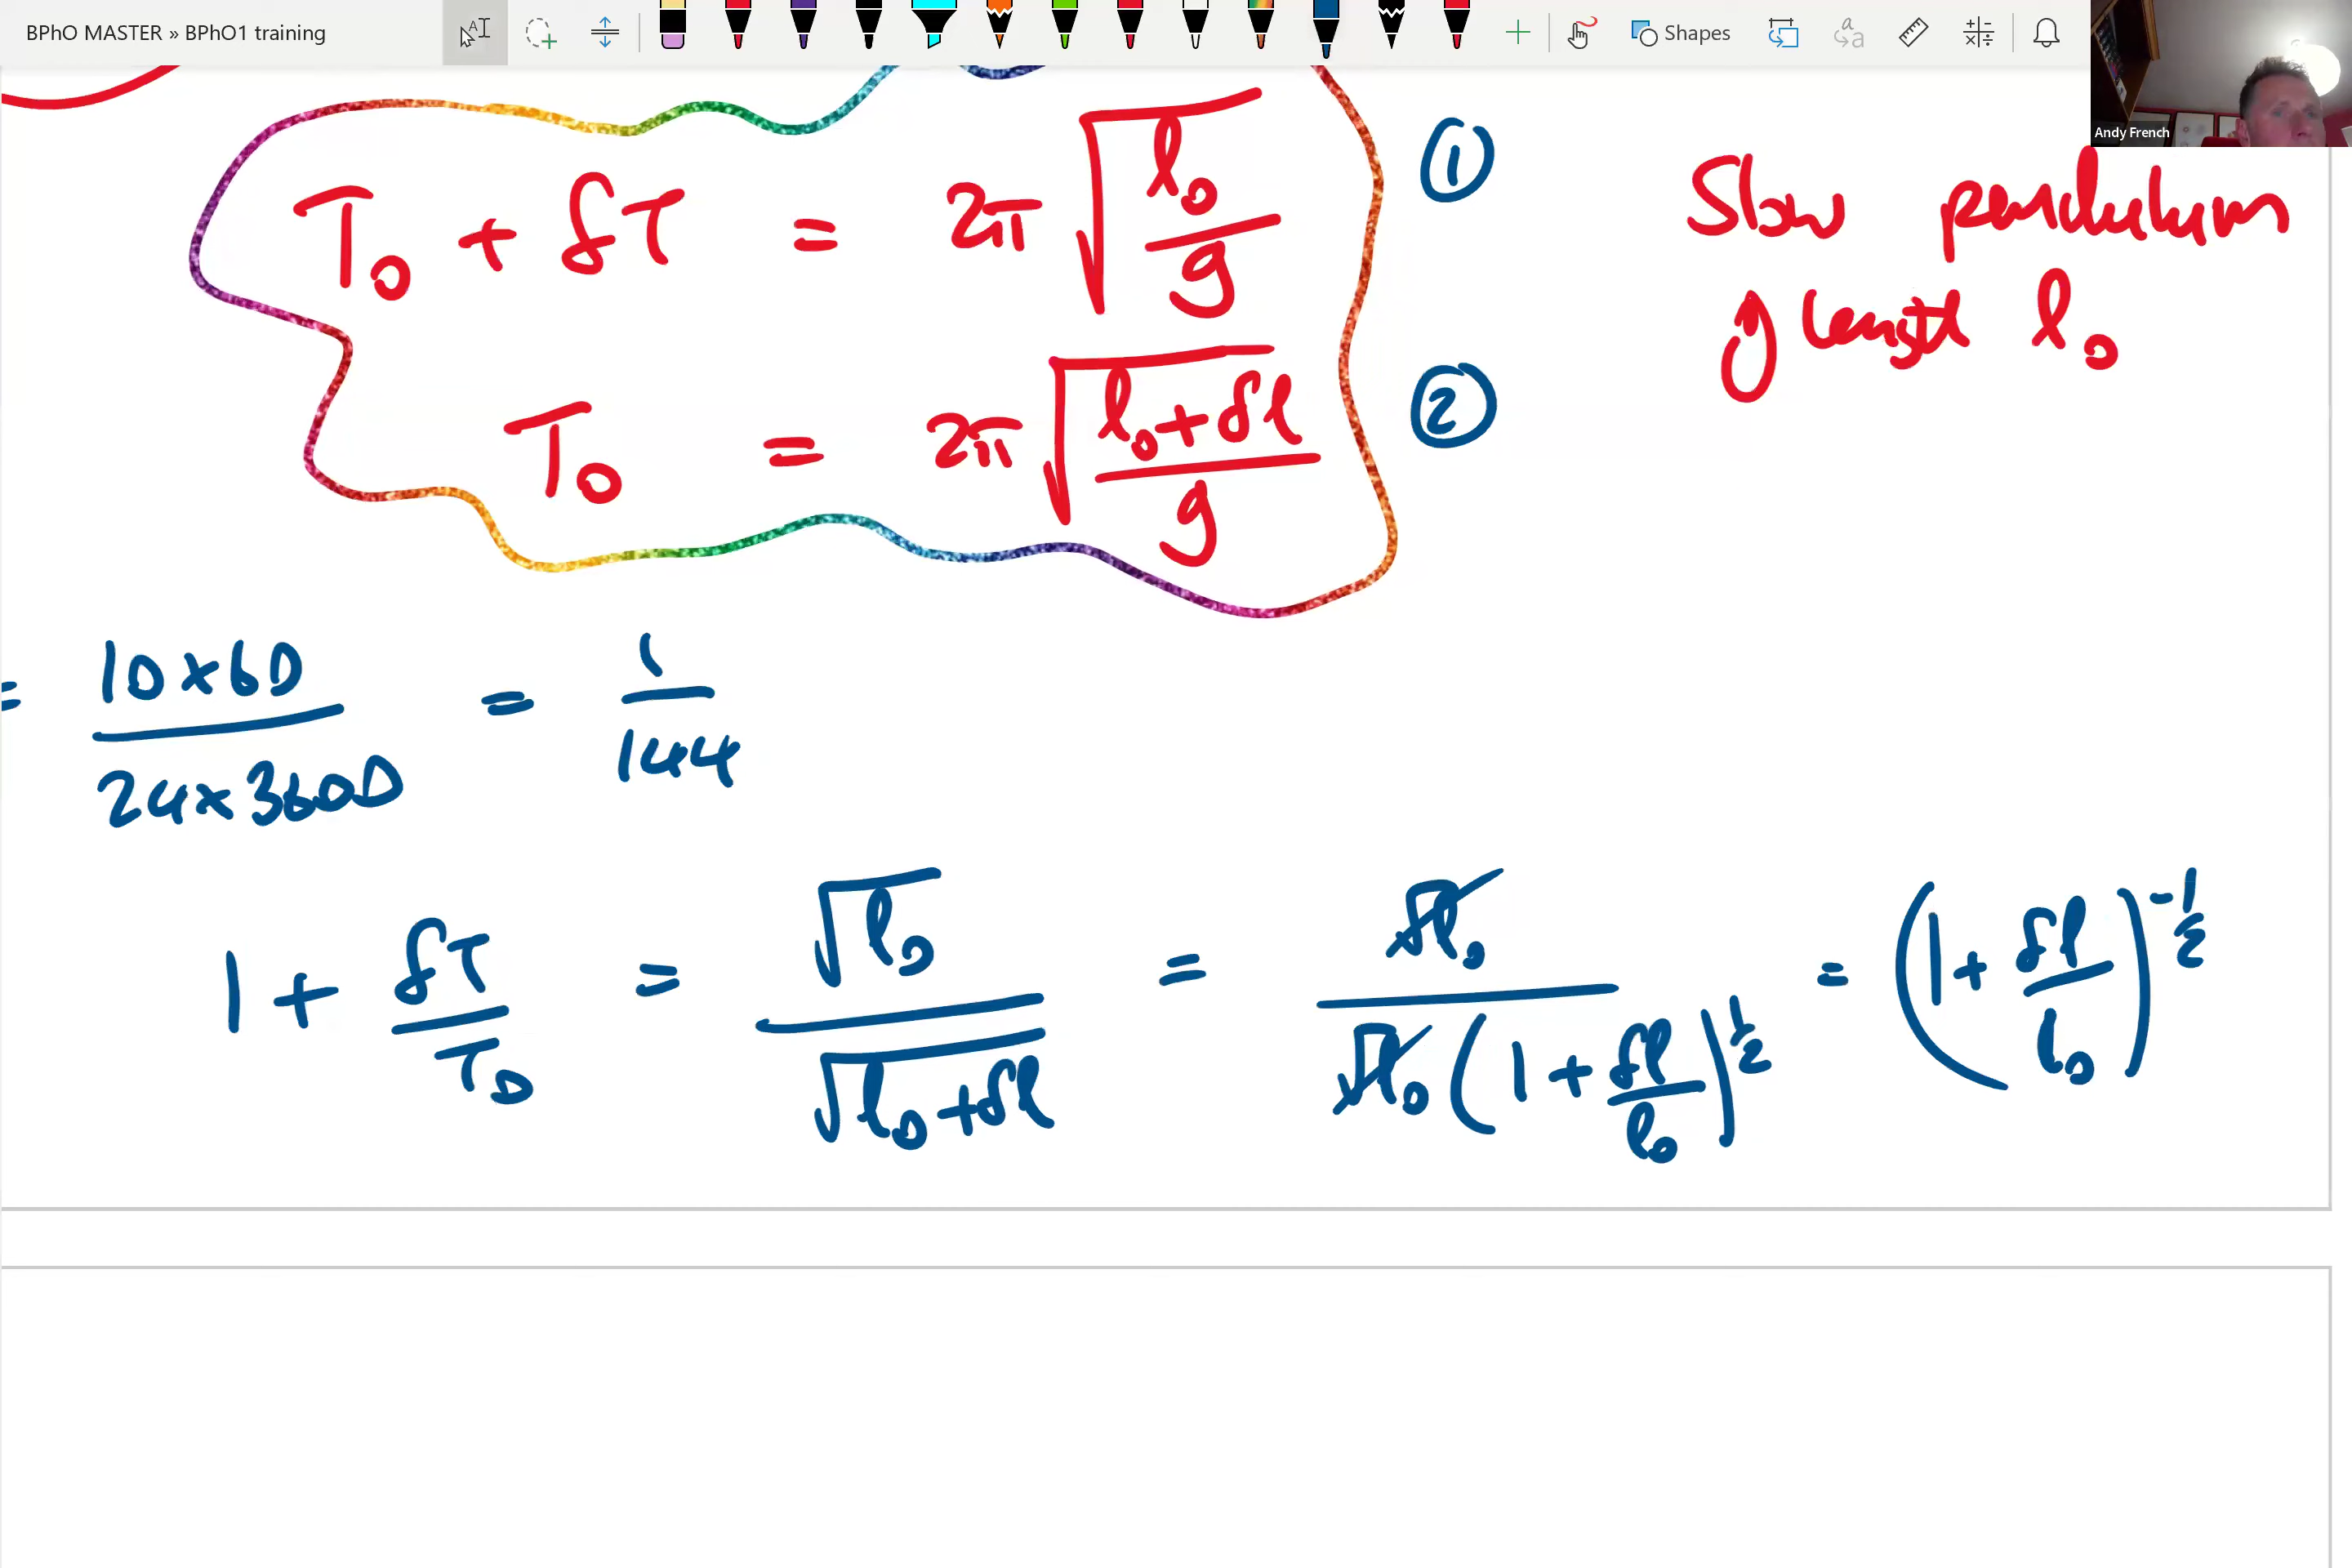 BPhO MASTER » BPhO1 training
Shapes
Andy French
T₀ + δT = 2π √(l₀/g) ①
Slow pendulum
of length l₀
T₀ = 2π √((l₀+δl)/g) ②
= (10×60)/(24×3600) = 1/144
1 + δT/T₀ = √l₀/√(l₀+δl) = √l₀/(√l₀(1+δl/l₀)^½) = (1+δl/l₀)^-½